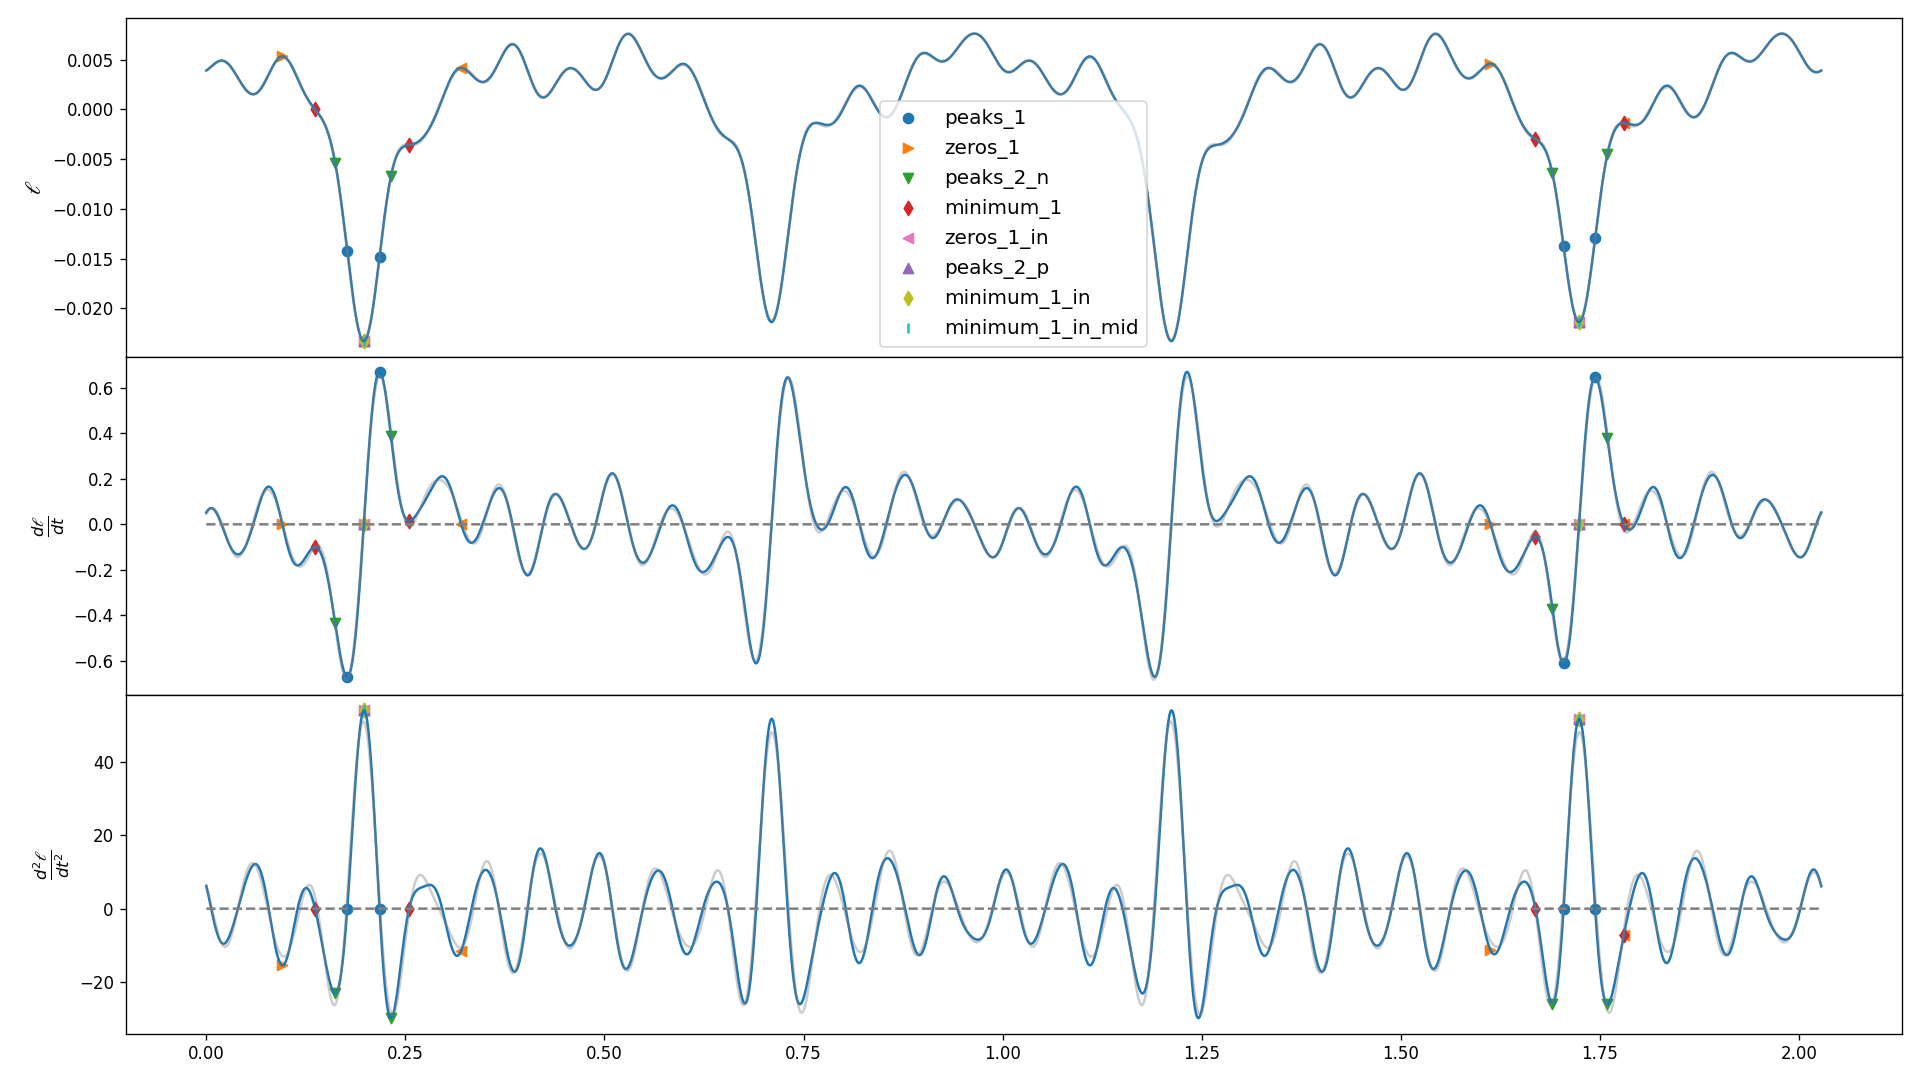 0.005
0.000
−0.005
−0.010
−0.015
−0.020
ℓ
peaks_1
zeros_1
peaks_2_n
minimum_1
zeros_1_in
peaks_2_p
minimum_1_in
minimum_1_in_mid
0.6
0.4
0.2
0.0
−0.2
−0.4
−0.6
dℓ/dt
40
20
0
−20
d²ℓ/dt²
0.00 0.25 0.50 0.75 1.00 1.25 1.50 1.75 2.00